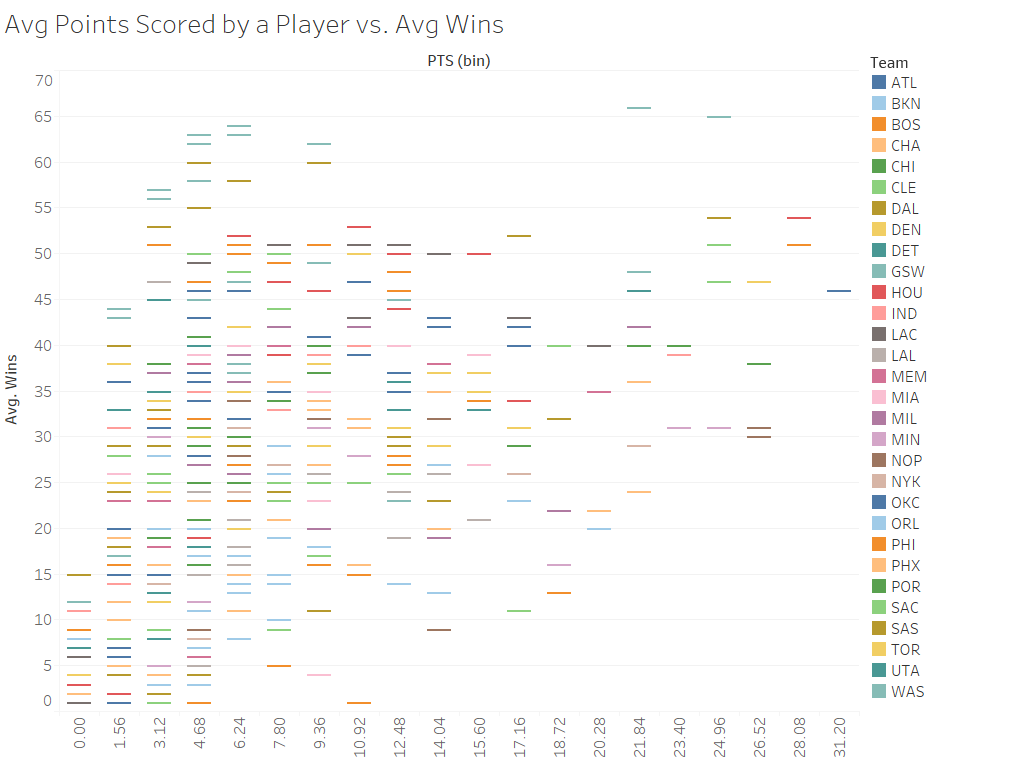 Avg Points Scored by a Player vs. Avg Wins
PTS (bin)
Avg. Wins
70
65
60
55
50
45
40
35
30
25
20
15
10
5
0
0.00
1.56
3.12
4.68
6.24
7.80
9.36
10.92
12.48
14.04
15.60
17.16
18.72
20.28
21.84
23.40
24.96
26.52
28.08
31.20
Team
ATL
BKN
BOS
CHA
CHI
CLE
DAL
DEN
DET
GSW
HOU
IND
LAC
LAL
MEM
MIA
MIL
MIN
NOP
NYK
OKC
ORL
PHI
PHX
POR
SAC
SAS
TOR
UTA
WAS